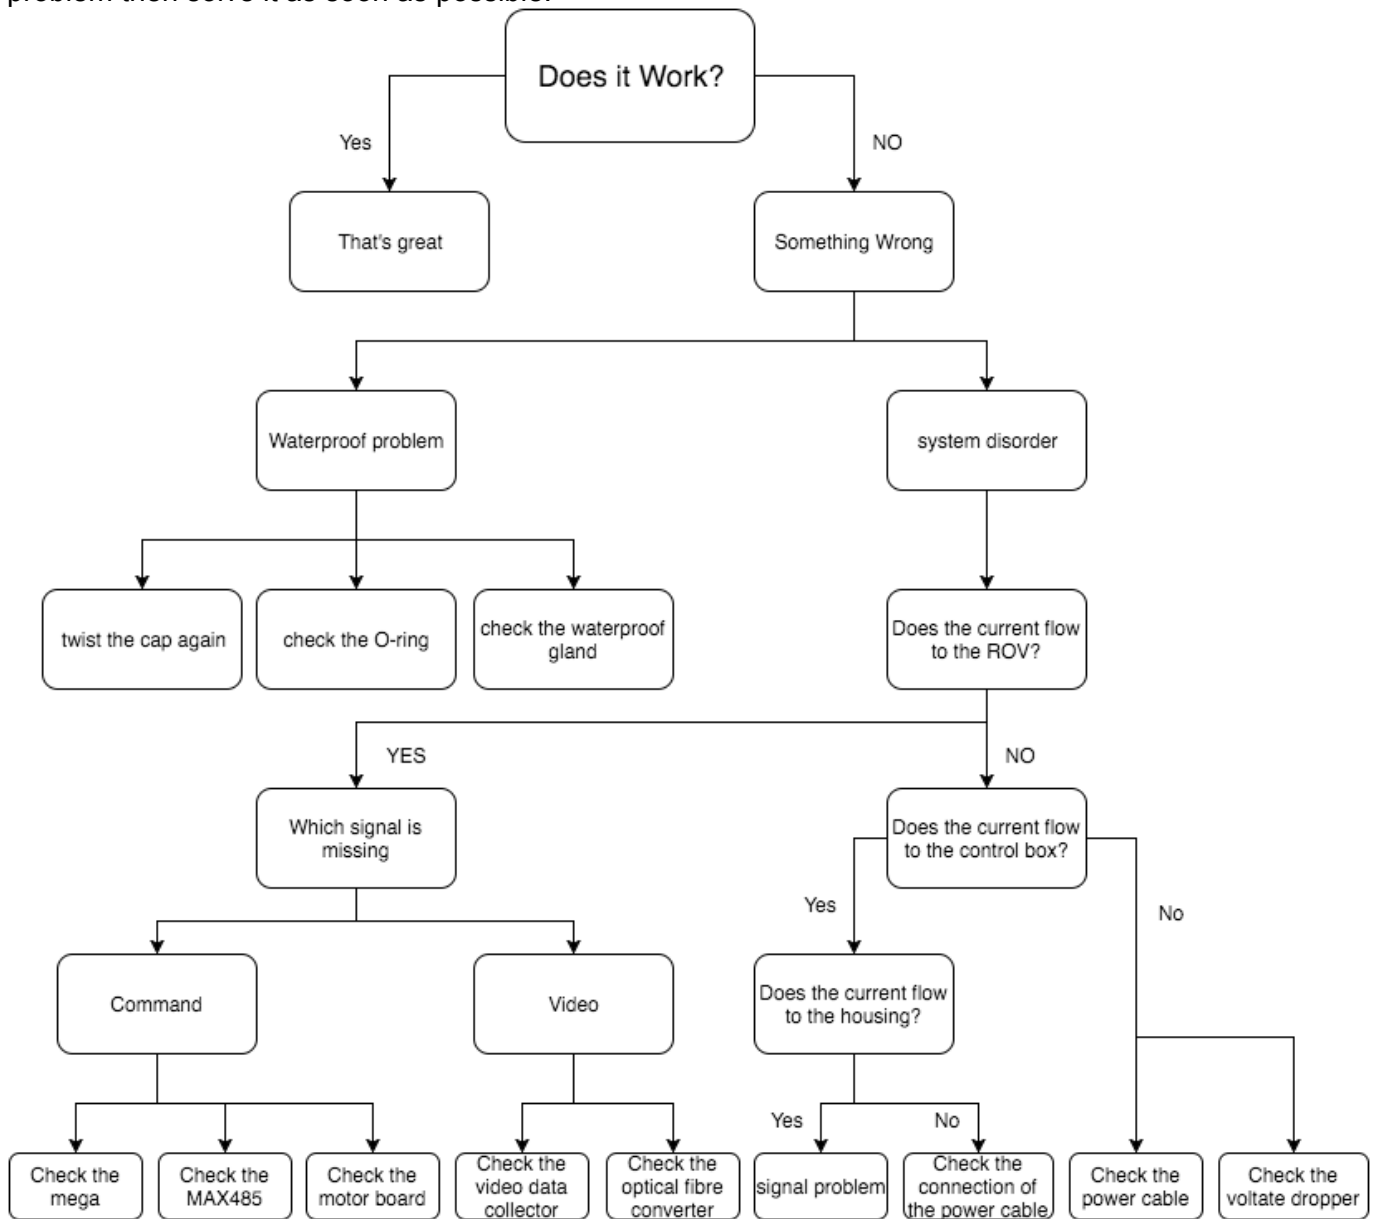 problem then solve it as soon as possible.
Does it Work?
Yes
NO
That's great
Something Wrong
Waterproof problem
system disorder
twist the cap again
check the O-ring
check the waterproof
gland
Does the current flow
to the ROV?
YES
NO
Which signal is
missing
Does the current flow
to the control box?
Yes
No
Command
Video
Does the current flow
to the housing?
Yes
No
Check the
mega
Check the
MAX485
Check the
motor board
Check the
video data
collector
Check the
optical fibre
converter
signal problem
Check the
connection of
the power cable
Check the
power cable
Check the
voltate dropper